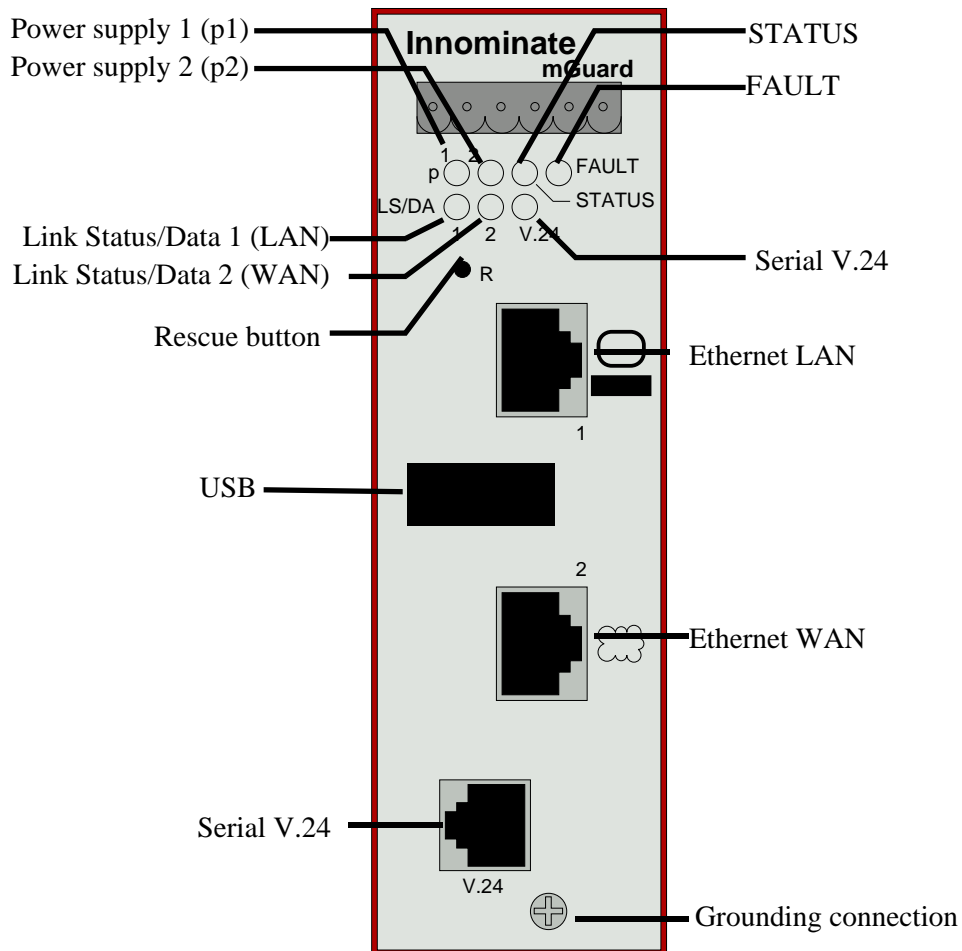 Power supply 1 (p1)
Power supply 2 (p2)
Innominate
mGuard
STATUS
FAULT
1 2
p
FAULT
STATUS
LS/DA
1 2 V.24
Link Status/Data 1 (LAN)
Link Status/Data 2 (WAN)
Serial V.24
R
Rescue button
Ethernet LAN
1
USB
2
Ethernet WAN
Serial V.24
V.24
Grounding connection